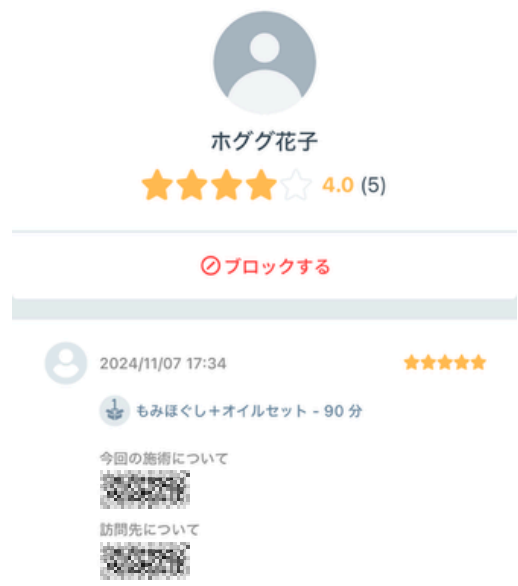 ホググ花子
4.0 (5)
ブロックする
2024/11/07 17:34
1
もみほぐし+オイルセット - 90 分
今回の施術について
訪問先について